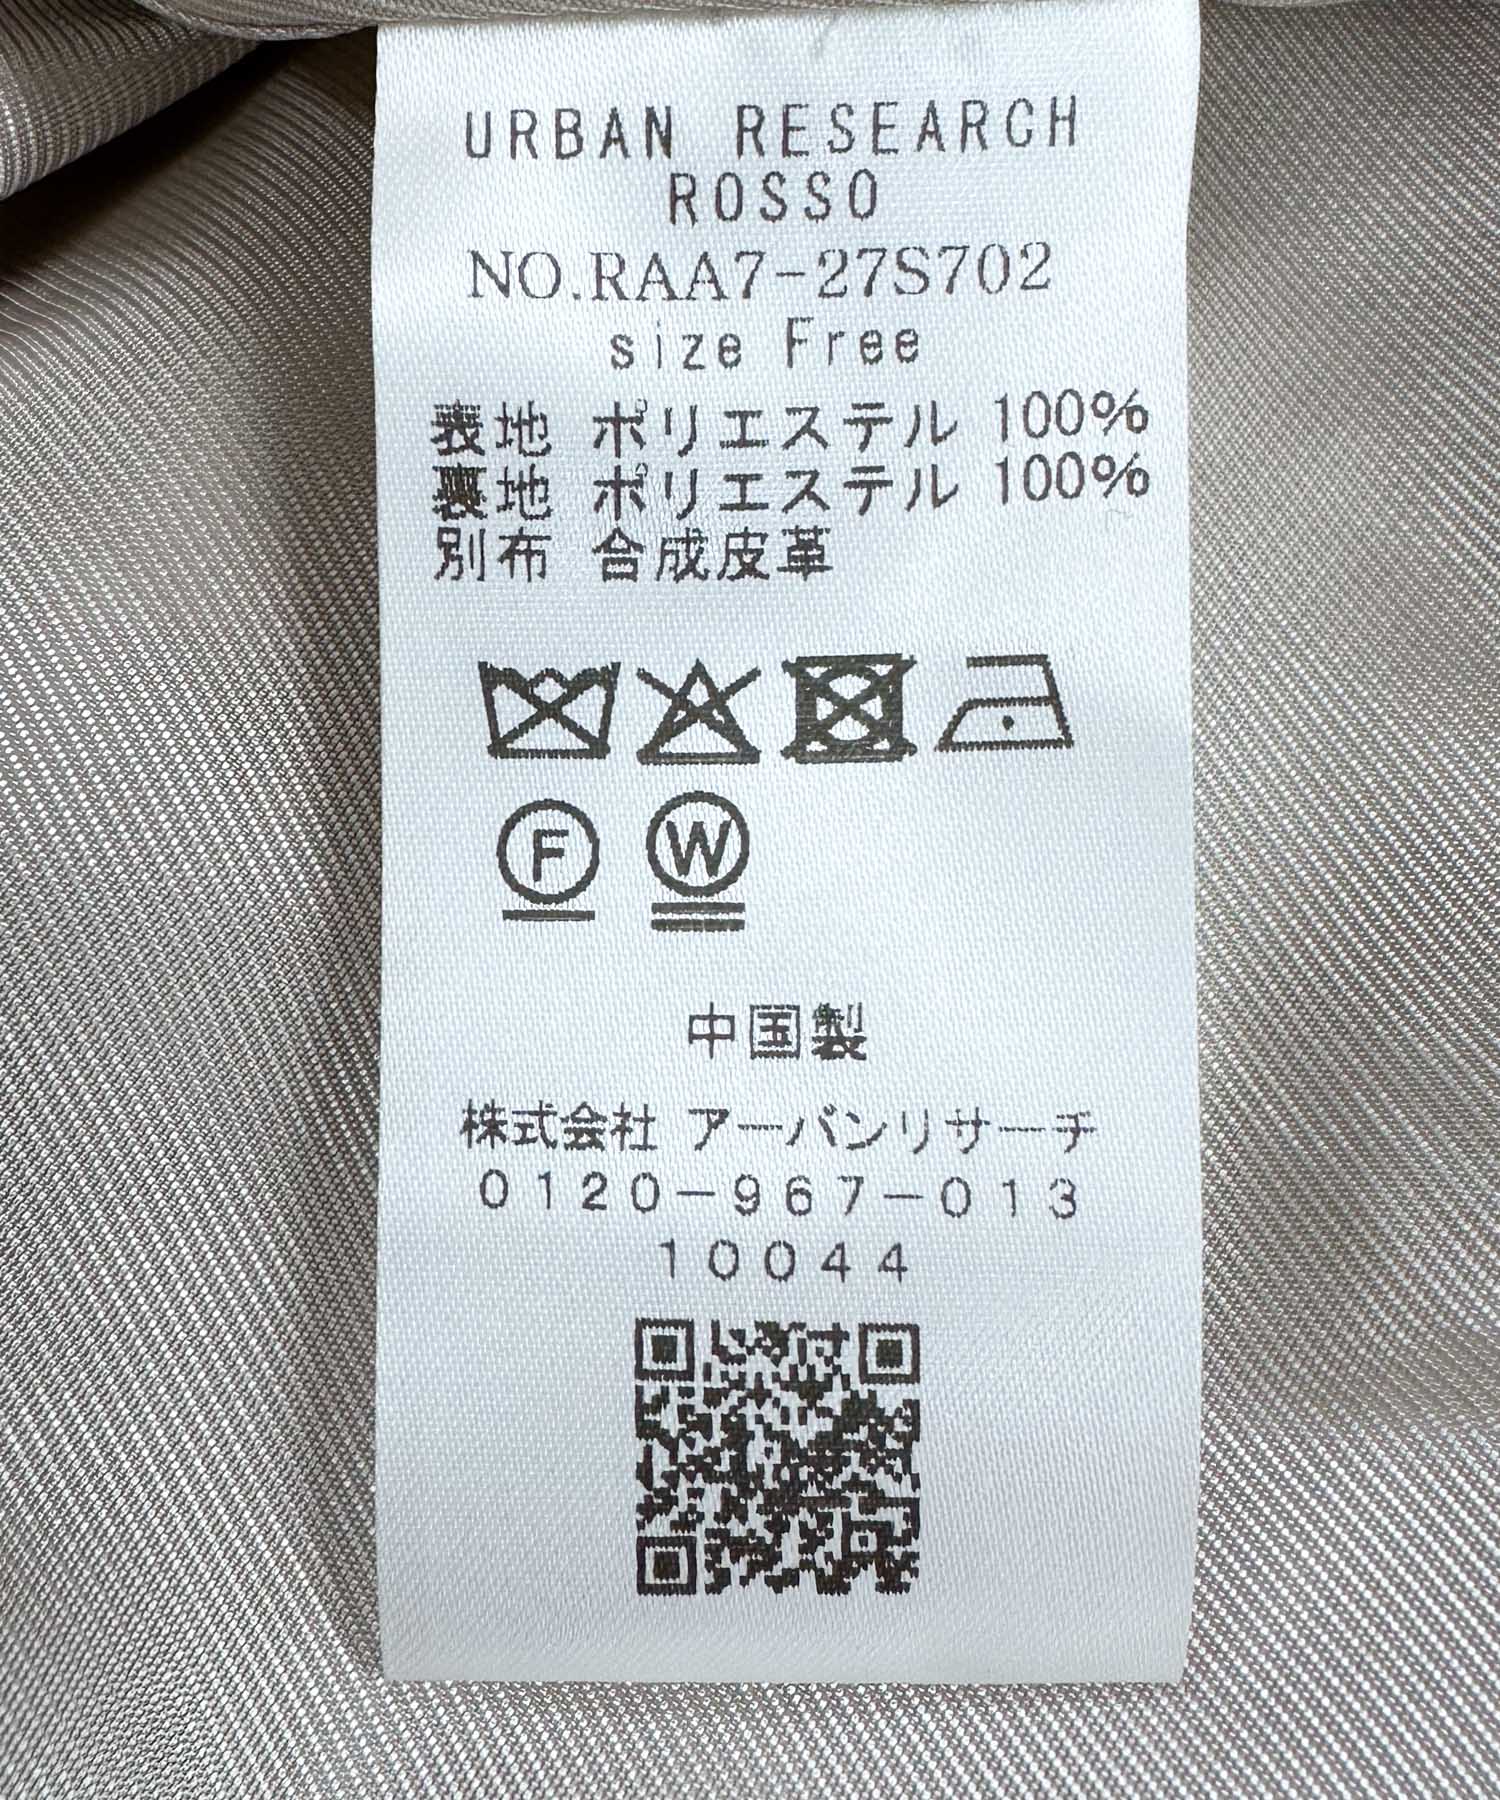 URBAN RESEARCH
ROSSO
NO.RAA7-27S702
size Free
表地 ポリエステル 100%
裏地 ポリエステル 100%
別布 合成皮革
F W
中国製
株式会社 アーバンリサーチ
0120-967-013
10044